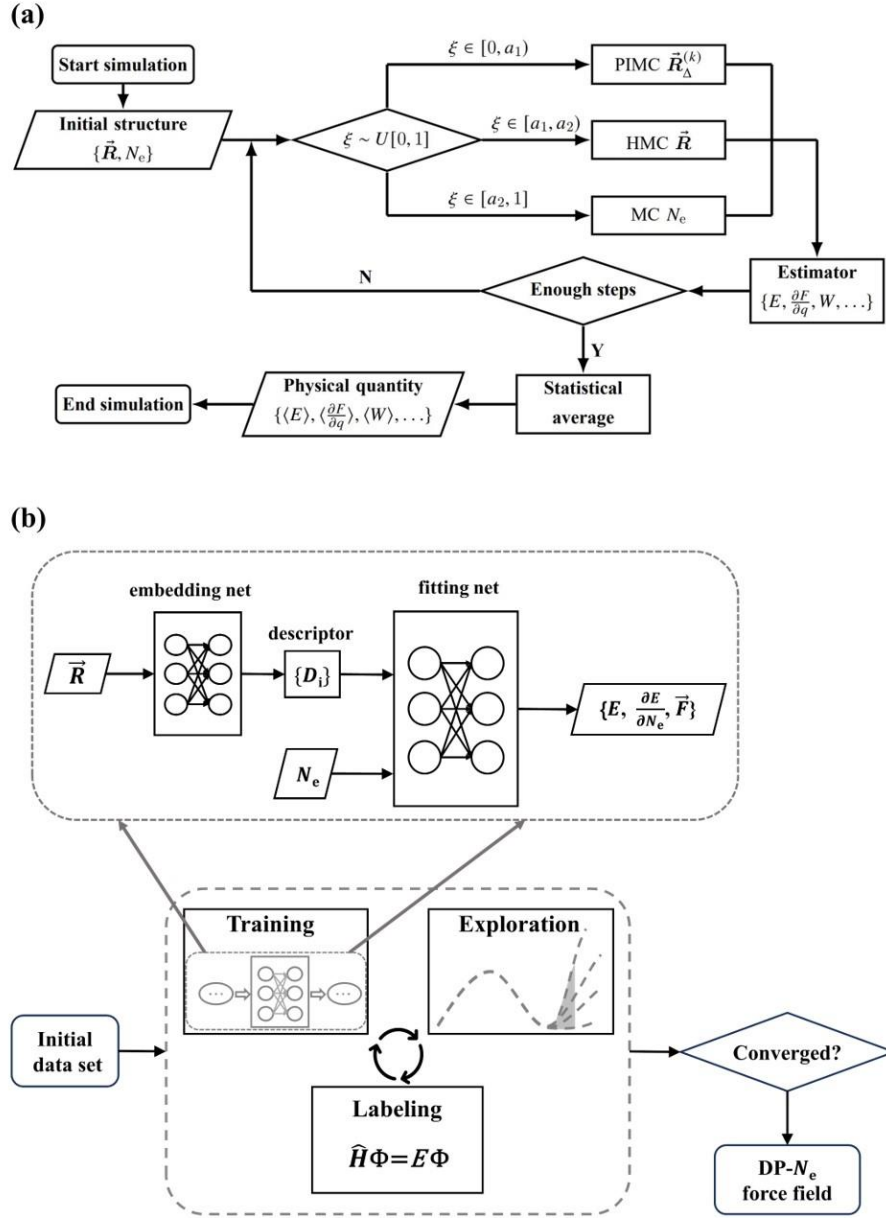 (a)
Start simulation
Initial structure
{R⃗, Nₑ}
ξ ~ U[0, 1]
ξ ∈ [0, a₁)
ξ ∈ [a₁, a₂)
ξ ∈ [a₂, 1]
PIMC R⃗_Δ^(k)
HMC R⃗
MC Nₑ
Estimator
{E, ∂F/∂q, W, . . .}
Enough steps
N
Y
Statistical
average
Physical quantity
{⟨E⟩, ⟨∂F/∂q⟩, ⟨W⟩, . . .}
End simulation
(b)
embedding net
fitting net
descriptor
R⃗
{Dᵢ}
Nₑ
{E, ∂E/∂Nₑ, F⃗}
Training
...
...
Exploration
Initial
data set
Labeling
ĤΦ=EΦ
Converged?
DP-Nₑ
force field